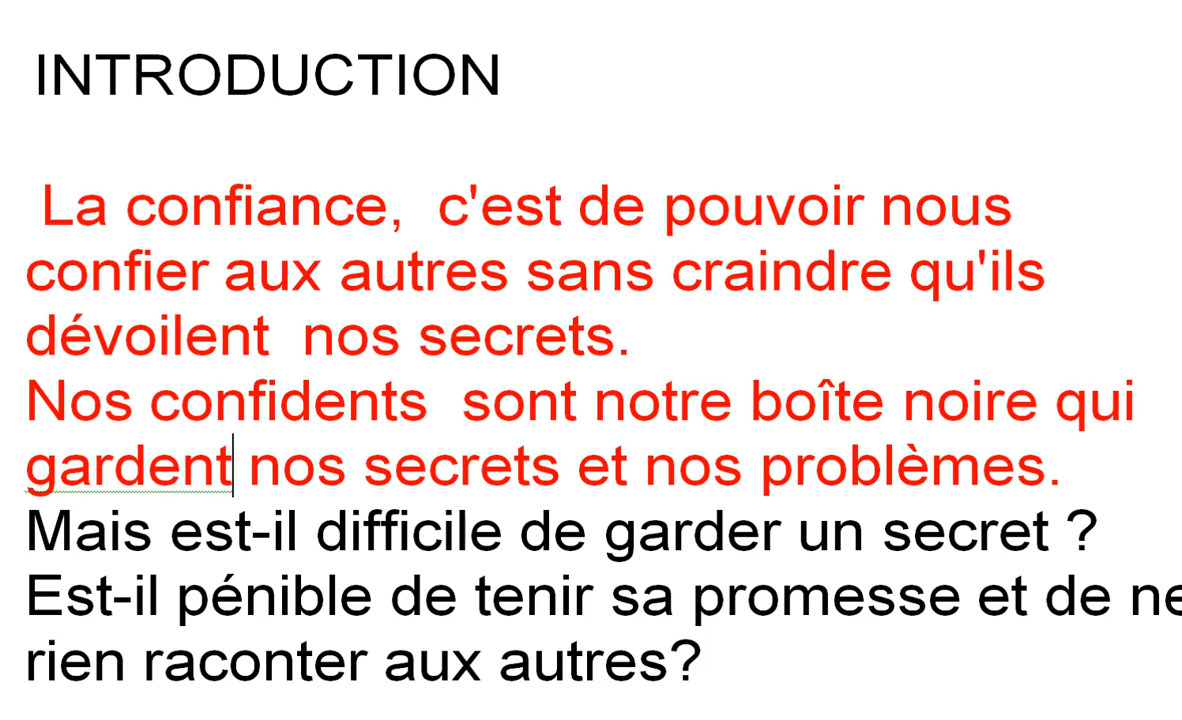 INTRODUCTION
La confiance, c'est de pouvoir nous
confier aux autres sans craindre qu'ils
dévoilent nos secrets.
Nos confidents sont notre boîte noire qui
gardent nos secrets et nos problèmes.
Mais est-il difficile de garder un secret ?
Est-il pénible de tenir sa promesse et de ne
rien raconter aux autres?